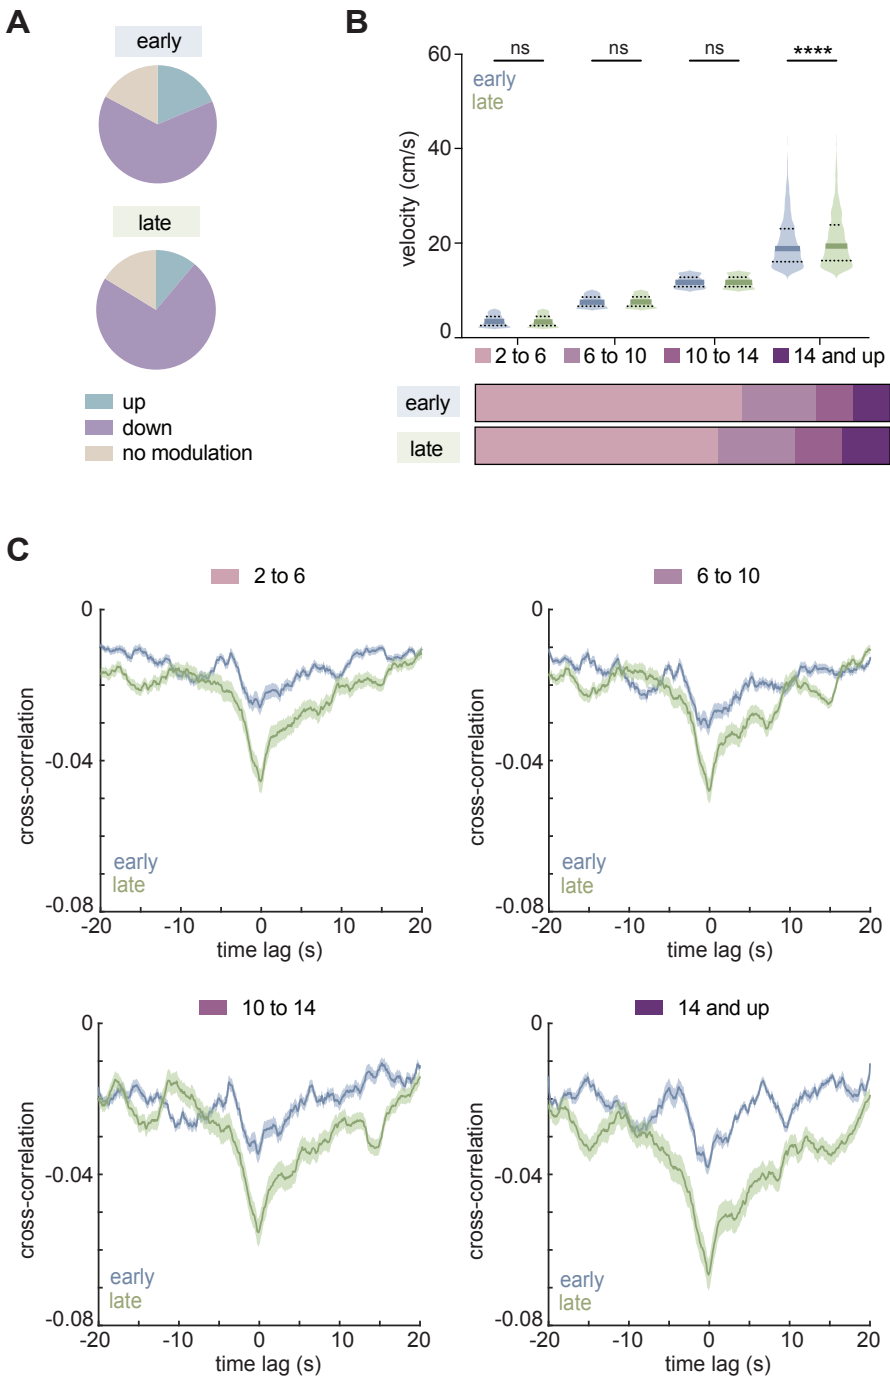 A
early
late
up
down
no modulation
B
ns ns ns ****
early
late
velocity (cm/s)
60
40
20
0
2 to 6 6 to 10 10 to 14 14 and up
early
late
C
2 to 6
cross-correlation
0
-0.04
-0.08
early
late
-20 -10 0 10 20
time lag (s)
6 to 10
cross-correlation
0
-0.04
-0.08
early
late
-20 -10 0 10 20
time lag (s)
10 to 14
cross-correlation
0
-0.04
-0.08
early
late
-20 -10 0 10 20
time lag (s)
14 and up
cross-correlation
0
-0.04
-0.08
early
late
-20 -10 0 10 20
time lag (s)